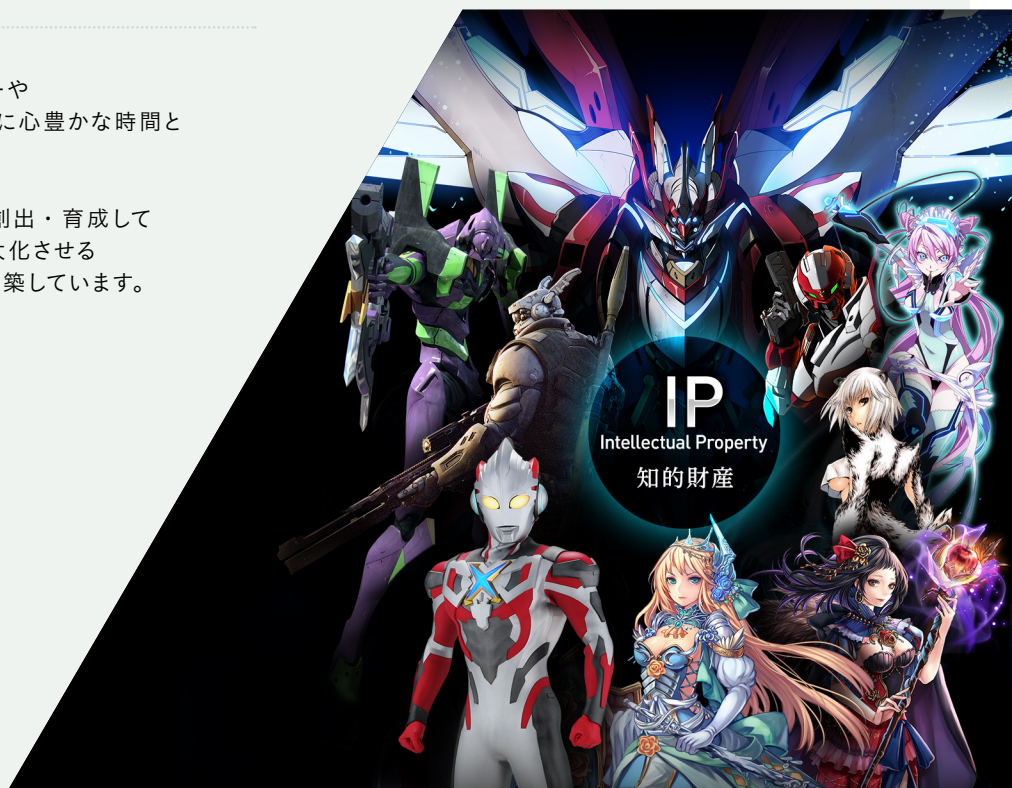 ーや
に心豊かな時間と
創出・育成して
大化させる
築しています。
IP
Intellectual Property
知的財産